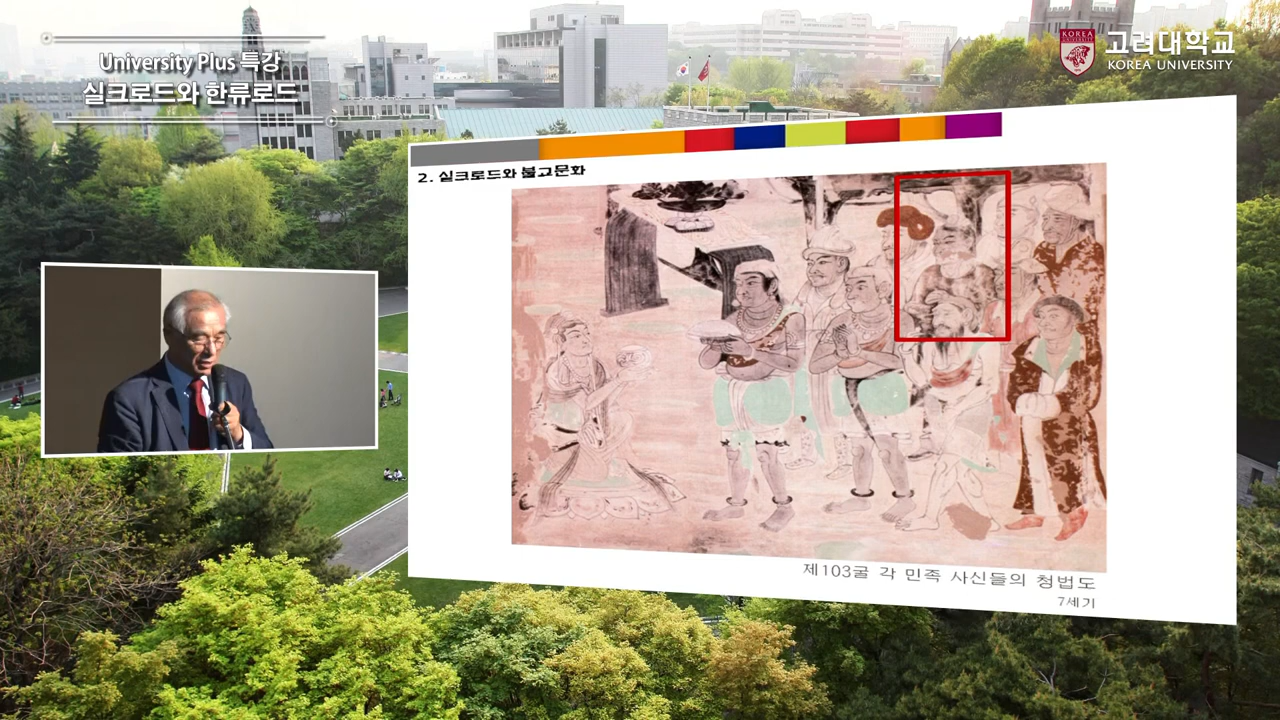 University Plus 특강
실크로드와 한류로드
KOREA
고려대학교
KOREA UNIVERSITY
2. 실크로드와 불교문화
제103굴 각 민족 사신들의 청법도
7세기